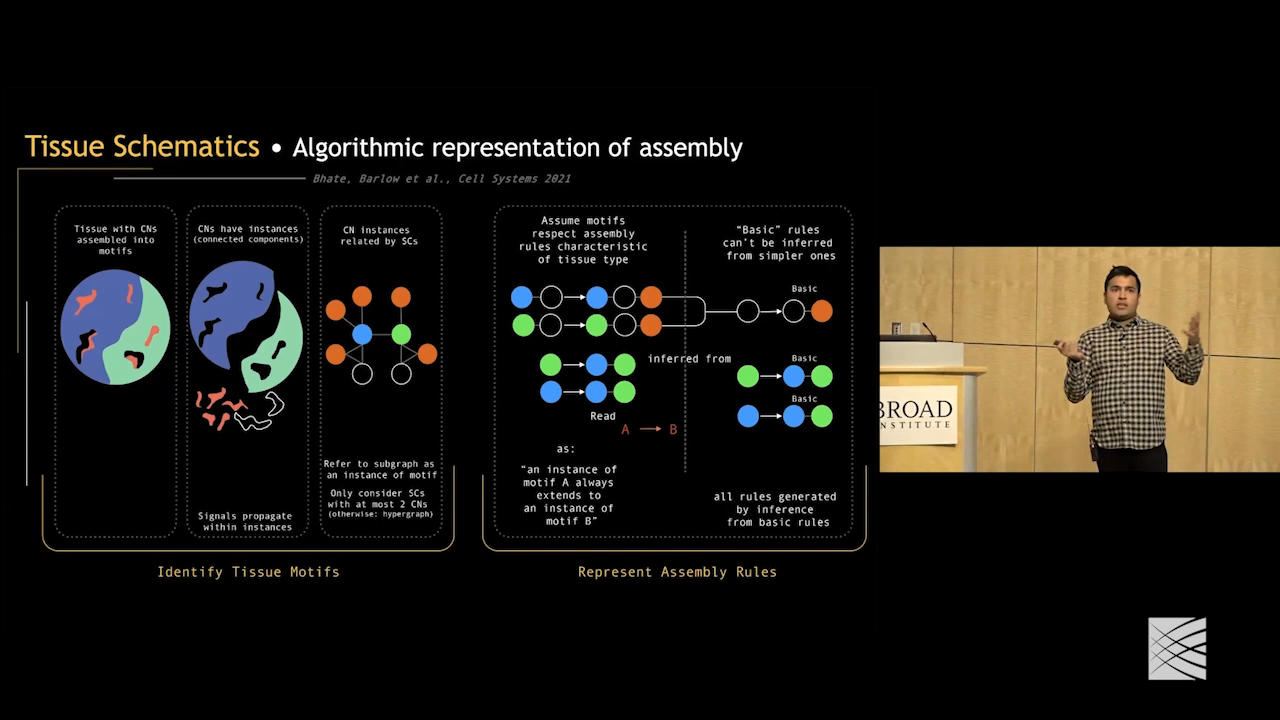 Tissue Schematics • Algorithmic representation of assembly
Bhate, Barlow et al., Cell Systems 2021
Tissue with CNs
assembled into
motifs
CNs have instances
(connected components)
Signals propagate
within instances
CN instances
related by SCs
Refer to subgraph as
an instance of motif
Only consider SCs
with at most 2 CNs
(otherwise: hypergraph)
Identify Tissue Motifs
Assume motifs
respect assembly
rules characteristic
of tissue type
inferred from
Read
A → B
as:
"an instance of
motif A always
extends to
an instance of
motif B"
"Basic" rules
can't be inferred
from simpler ones
Basic
Basic
Basic
all rules generated
by inference
from basic rules
Represent Assembly Rules
BROAD
INSTITUTE